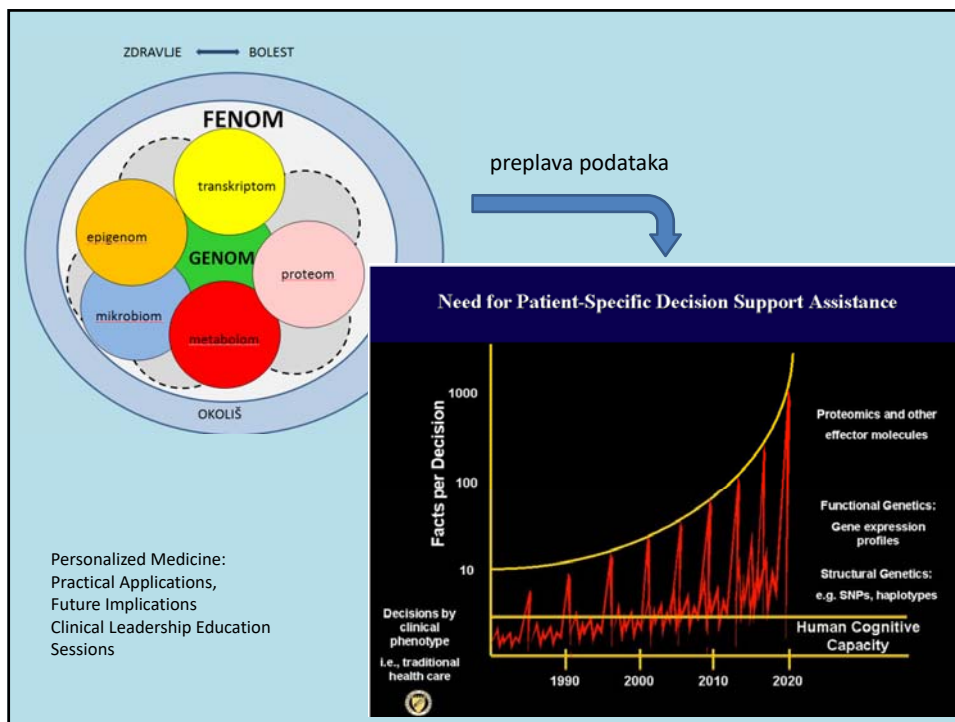 ZDRAVLJE
BOLEST
FENOM
transkriptom
epigenom
GENOM
proteom
mikrobiom
metabolom
OKOLIŠ
preplava podataka
Need for Patient-Specific Decision Support Assistance
Facts per Decision
1000
100
10
Proteomics and other
effector molecules
Functional Genetics:
Gene expression
profiles
Structural Genetics:
e.g. SNPs, haplotypes
Human Cognitive
Capacity
Decisions by
clinical
phenotype
i.e., traditional
health care
1990
2000
2010
2020
Personalized Medicine:
Practical Applications,
Future Implications
Clinical Leadership Education
Sessions